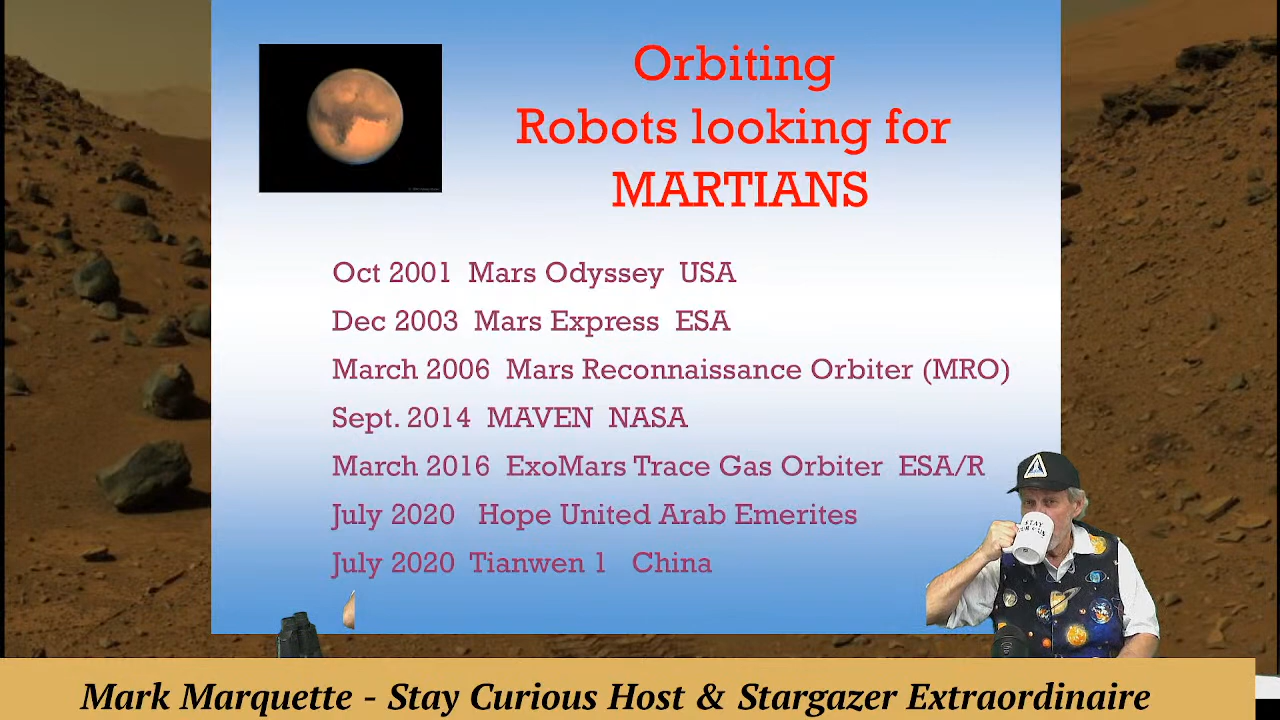 Orbiting
Robots looking for
MARTIANS
Oct 2001 Mars Odyssey USA
Dec 2003 Mars Express ESA
March 2006 Mars Reconnaissance Orbiter (MRO)
Sept. 2014 MAVEN NASA
March 2016 ExoMars Trace Gas Orbiter ESA/R
July 2020 Hope United Arab Emerites
July 2020 Tianwen 1 China
STAY
Mark Marquette - Stay Curious Host & Stargazer Extraordinaire